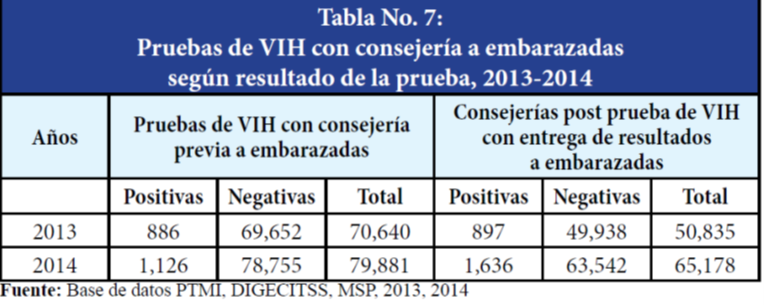 Tabla No. 7:
Pruebas de VIH con consejería a embarazadas
según resultado de la prueba, 2013-2014
Años
Pruebas de VIH con consejería
previa a embarazadas
Consejerías post prueba de VIH
con entrega de resultados
a embarazadas
Positivas Negativas Total Positivas Negativas Total
2013 886 69,652 70,640 897 49,938 50,835
2014 1,126 78,755 79,881 1,636 63,542 65,178
Fuente: Base de datos PTMI, DIGECITSS, MSP, 2013, 2014